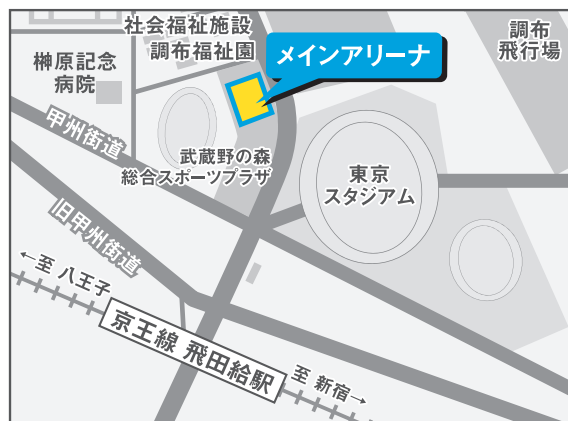 社会福祉施設
調布福祉園
メインアリーナ
調布
飛行場
榊原記念
病院
甲州街道
武蔵野の森
総合スポーツプラザ
東京
スタジアム
旧甲州街道
←至 八王子
京王線 飛田給駅
至 新宿→